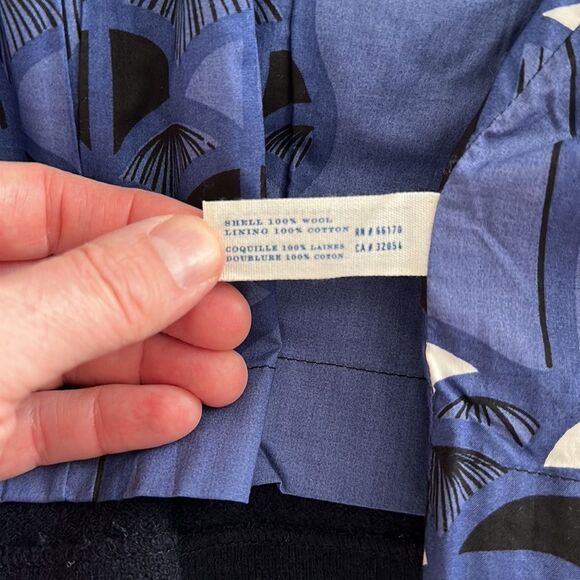 SHELL 100% WOOL
LINING 100% COTTON RN # 66170
COQUILLE 100% LAINES CA # 32054
DOUBLURE 100% COTON